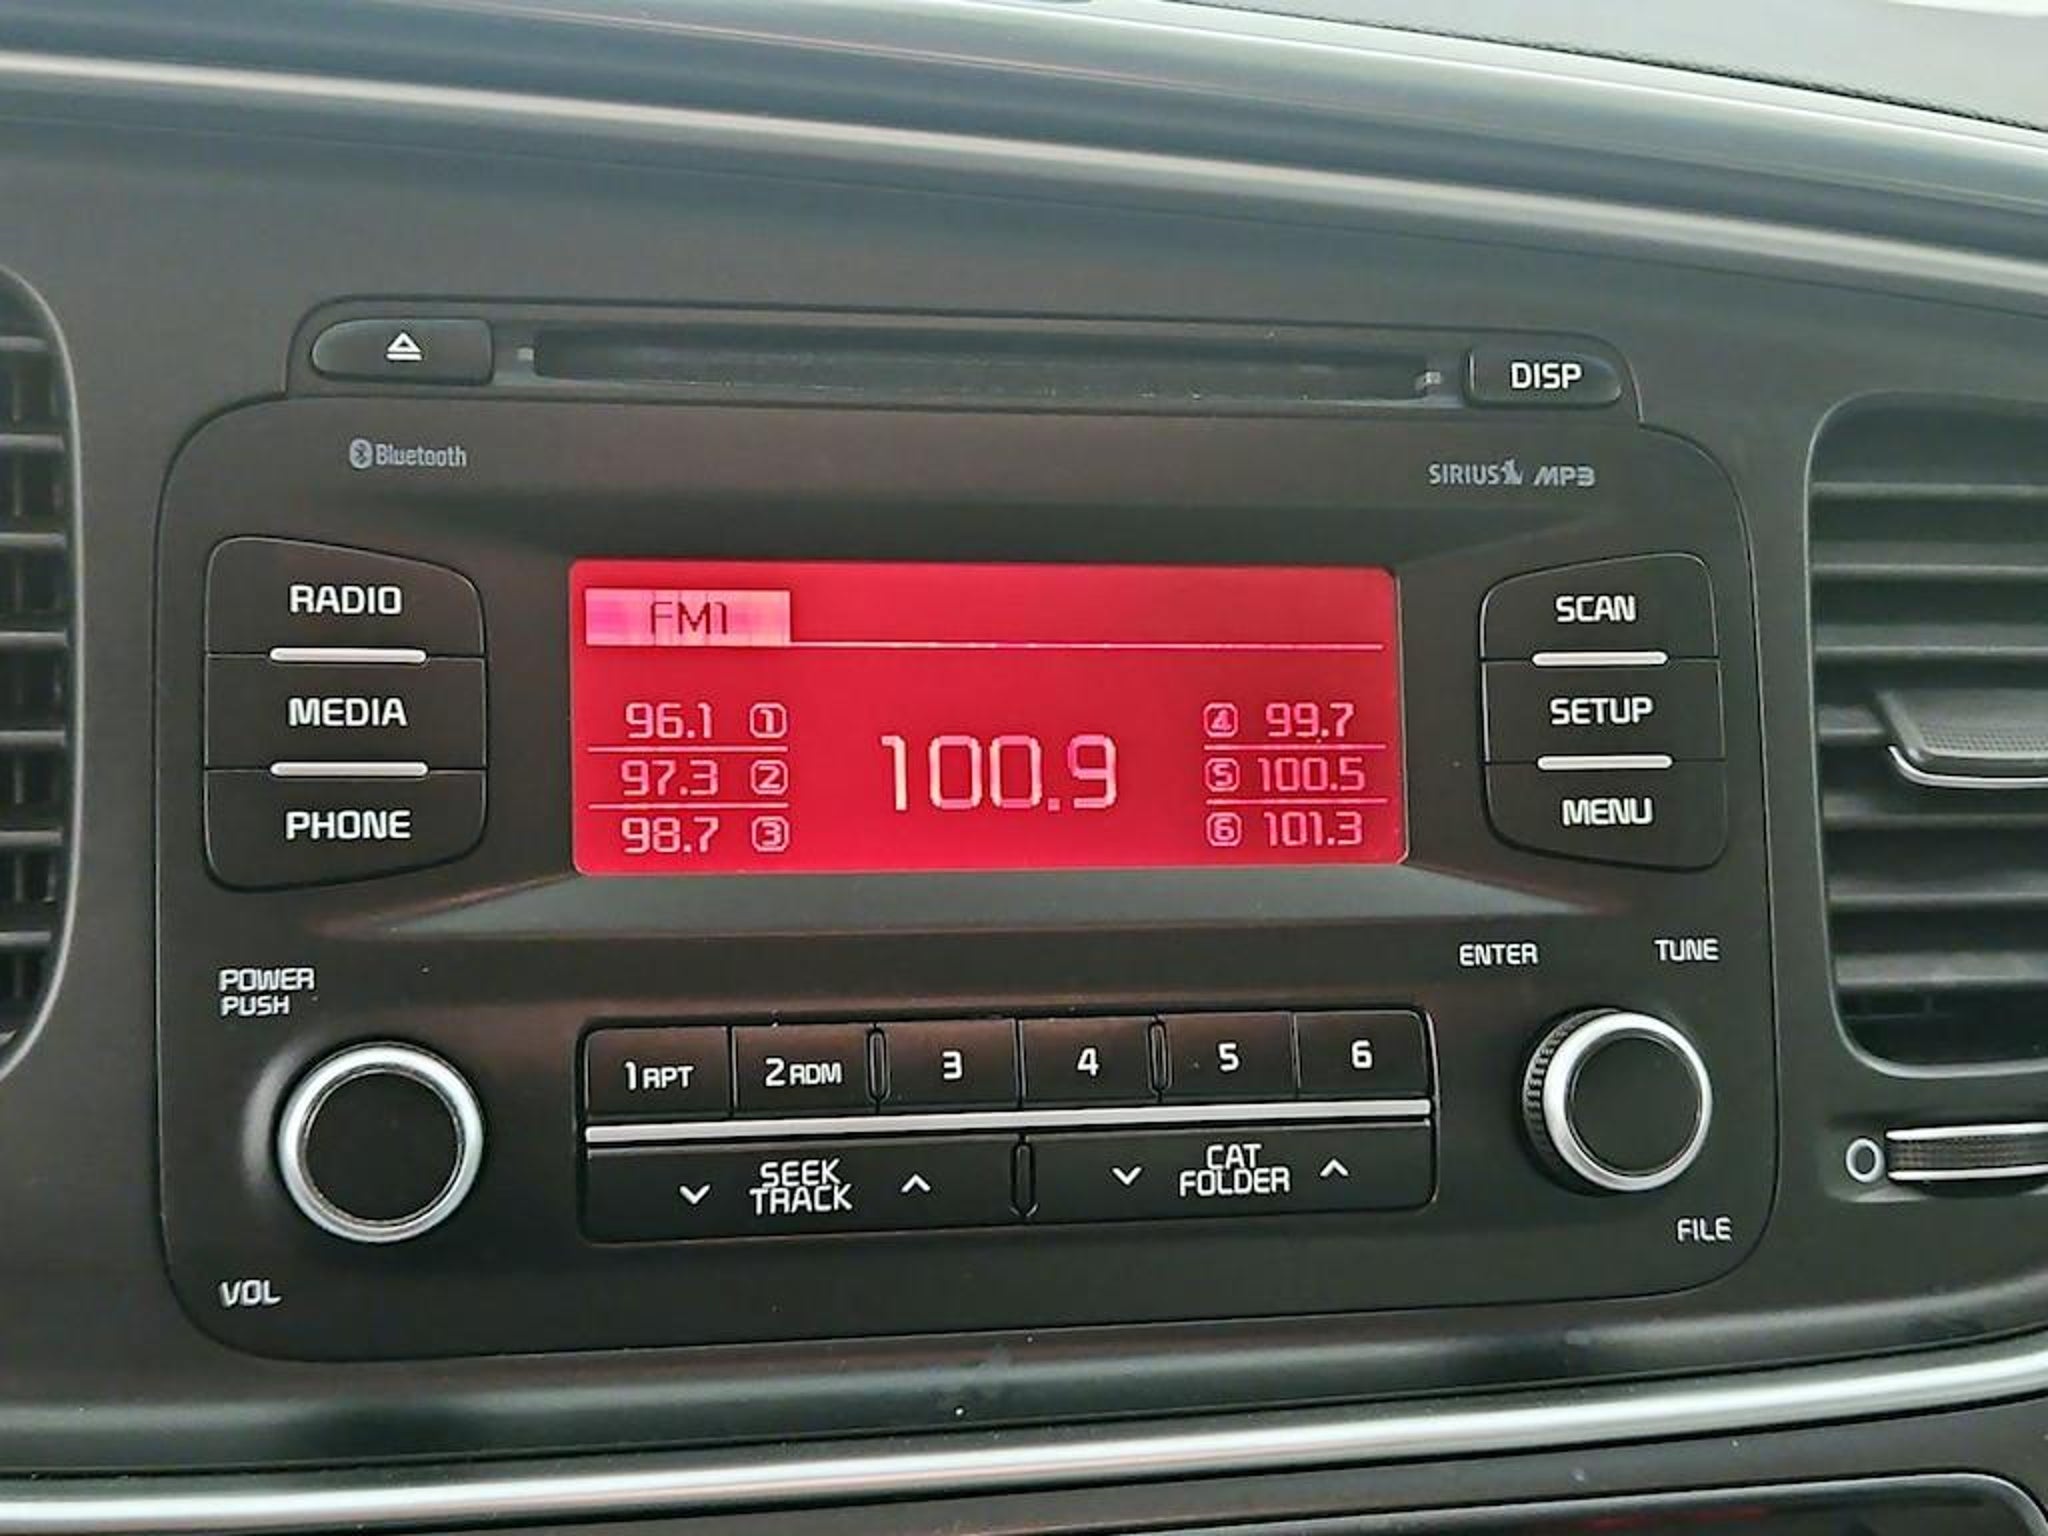 DISP
Bluetooth
SIRIUS MP3
RADIO
MEDIA
PHONE
FM1
96.1 1
97.3 2
98.7 3
100.9
4 99.7
5 100.5
6 101.3
SCAN
SETUP
MENU
POWER
PUSH
VOL
1 RPT
2 RDM
3
4
5
6
SEEK
TRACK
CAT
FOLDER
ENTER
TUNE
FILE